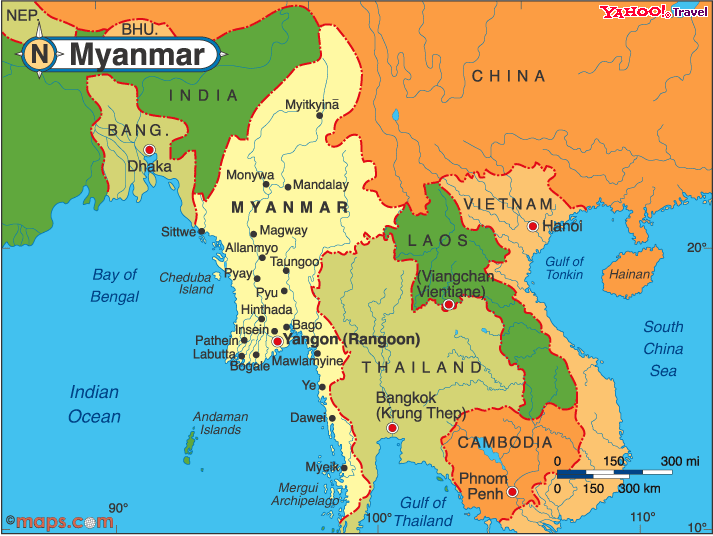 NEP.
BHU.
YAHOO! Travel
N Myanmar
CHINA
INDIA
Myitkyina
BANG.
Dhaka
Monywa
Mandalay
MYANMAR
VIETNAM
Hanoi
Sittwe
Magway
LAOS
Allanmyo
Taungoo
20°
Bay of
Bengal
Cheduba
Island
Pyay
Pyu
(Viangchan
Vientiane)
Gulf of
Tonkin
Hainan
Hinthada
Insein
Bago
Yangon (Rangoon)
Pathein
Labutta
Bogale
Mawlamyine
South
China
Sea
THAILAND
Ye
Indian
Ocean
Bangkok
(Krung Thep)
Andaman
Islands
Dawei
CAMBODIA
Myeik
0 150 300 mi
0 150 300 km
Phnom
Penh
Mergui
Archipelago
Gulf of
Thailand
90°
100°
10°
©maps.com